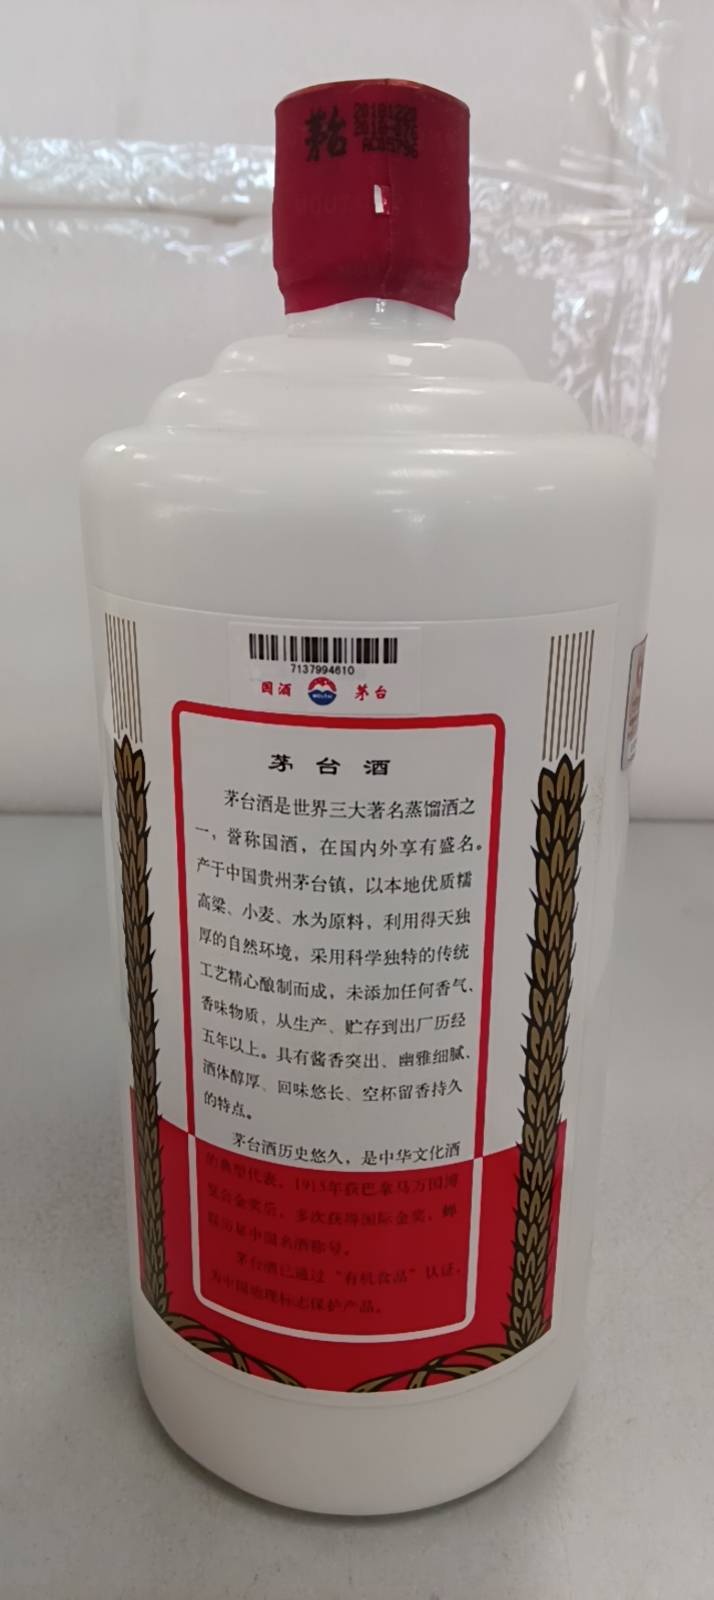 茅台
7137994610
国酒
茅台
茅台酒
茅台酒是世界三大著名蒸馏酒之
一，誉称国酒，在国内外享有盛名。
产于中国贵州茅台镇，以本地优质糯
高粱、小麦、水为原料，利用得天独
厚的自然环境，采用科学独特的传统
工艺精心酿制而成，未添加任何香气、
香味物质，从生产、贮存到出厂历经
五年以上。具有酱香突出、幽雅细腻、
酒体醇厚、回味悠长、空杯留香持久
的特点。
茅台酒历史悠久，是中华文化酒
的典型代表。1915年获巴拿马万国博
览会金奖后，多次获得国际金奖，蝉
联历届中国名酒称号。
茅台酒已通过“有机食品”认证，
为中国地理标志保护产品。